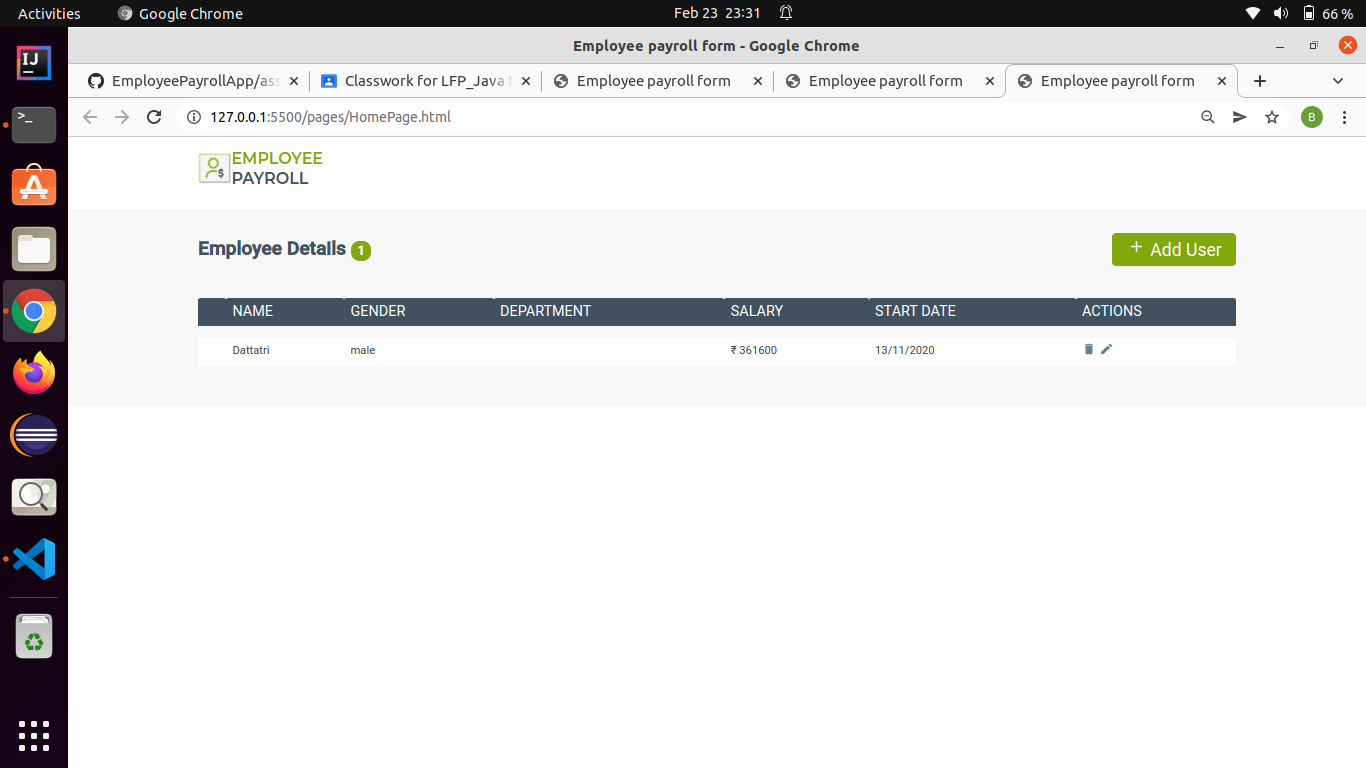 Activities Google Chrome Feb 23 23:31 66 %
Employee payroll form - Google Chrome
EmployeePayrollApp/ass Classwork for LFP_Java Employee payroll form Employee payroll form Employee payroll form
127.0.0.1:5500/pages/HomePage.html B
EMPLOYEE
PAYROLL
Employee Details 1 + Add User
NAME GENDER DEPARTMENT SALARY START DATE ACTIONS
Dattatri male ₹ 361600 13/11/2020
IJ
>_